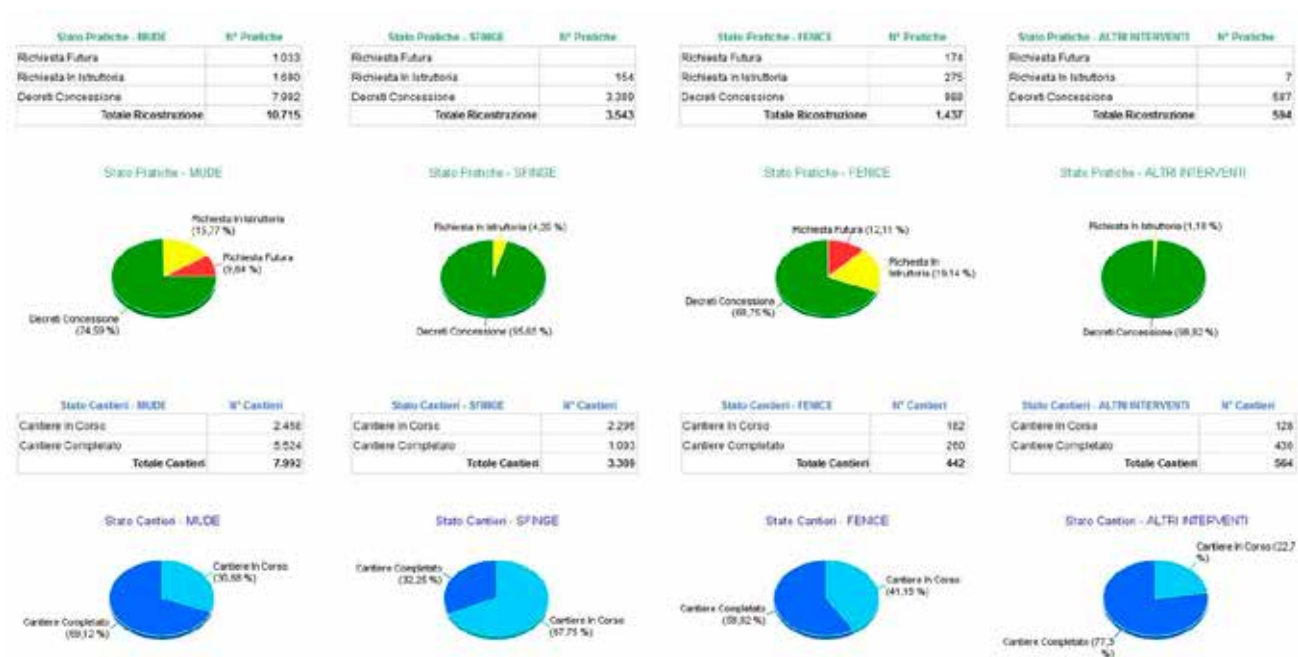 Stato Pratiche - MUDE N° Pratiche
Richiesta Futura 1.033
Richiesta In Istruttoria 1.690
Decreti Concessione 7.992
Totale Ricostruzione 10.715
Stato Pratiche - SFINGE N° Pratiche
Richiesta Futura
Richiesta In Istruttoria 154
Decreti Concessione 3.389
Totale Ricostruzione 3.543
Stato Pratiche - FENICE N° Pratiche
Richiesta Futura 174
Richiesta In Istruttoria 275
Decreti Concessione 988
Totale Ricostruzione 1.437
Stato Pratiche - ALTRI INTERVENTI N° Pratiche
Richiesta Futura
Richiesta In Istruttoria 7
Decreti Concessione 587
Totale Ricostruzione 594
Stato Pratiche - MUDE
Richiesta In Istruttoria
(15,77 %)
Richiesta Futura
(9,64 %)
Decreti Concessione
(74,59 %)
Stato Pratiche - SFINGE
Richiesta In Istruttoria (4,35 %)
Decreti Concessione (95,65 %)
Stato Pratiche - FENICE
Richiesta Futura (12,11 %)
Richiesta In
Istruttoria (19,14 %)
Decreti Concessione
(68,75 %)
Stato Pratiche - ALTRI INTERVENTI
Richiesta In Istruttoria (1,18 %)
Decreti Concessione (98,82 %)
Stato Cantieri - MUDE N° Cantieri
Cantiere In Corso 2.468
Cantiere Completato 5.524
Totale Cantieri 7.992
Stato Cantieri - SFINGE N° Cantieri
Cantiere In Corso 2.296
Cantiere Completato 1.093
Totale Cantieri 3.389
Stato Cantieri - FENICE N° Cantieri
Cantiere In Corso 182
Cantiere Completato 260
Totale Cantieri 442
Stato Cantieri - ALTRI INTERVENTI N° Cantieri
Cantiere In Corso 128
Cantiere Completato 436
Totale Cantieri 564
Stato Cantieri - MUDE
Cantiere In Corso
(30,88 %)
Cantiere Completato
(69,12 %)
Stato Cantieri - SFINGE
Cantiere Completato
(32,25 %)
Cantiere In Corso
(67,75 %)
Stato Cantieri - FENICE
Cantiere In Corso
(41,18 %)
Cantiere Completato
(58,82 %)
Stato Cantieri - ALTRI INTERVENTI
Cantiere In Corso (22,7
%)
Cantiere Completato (77,3
%)